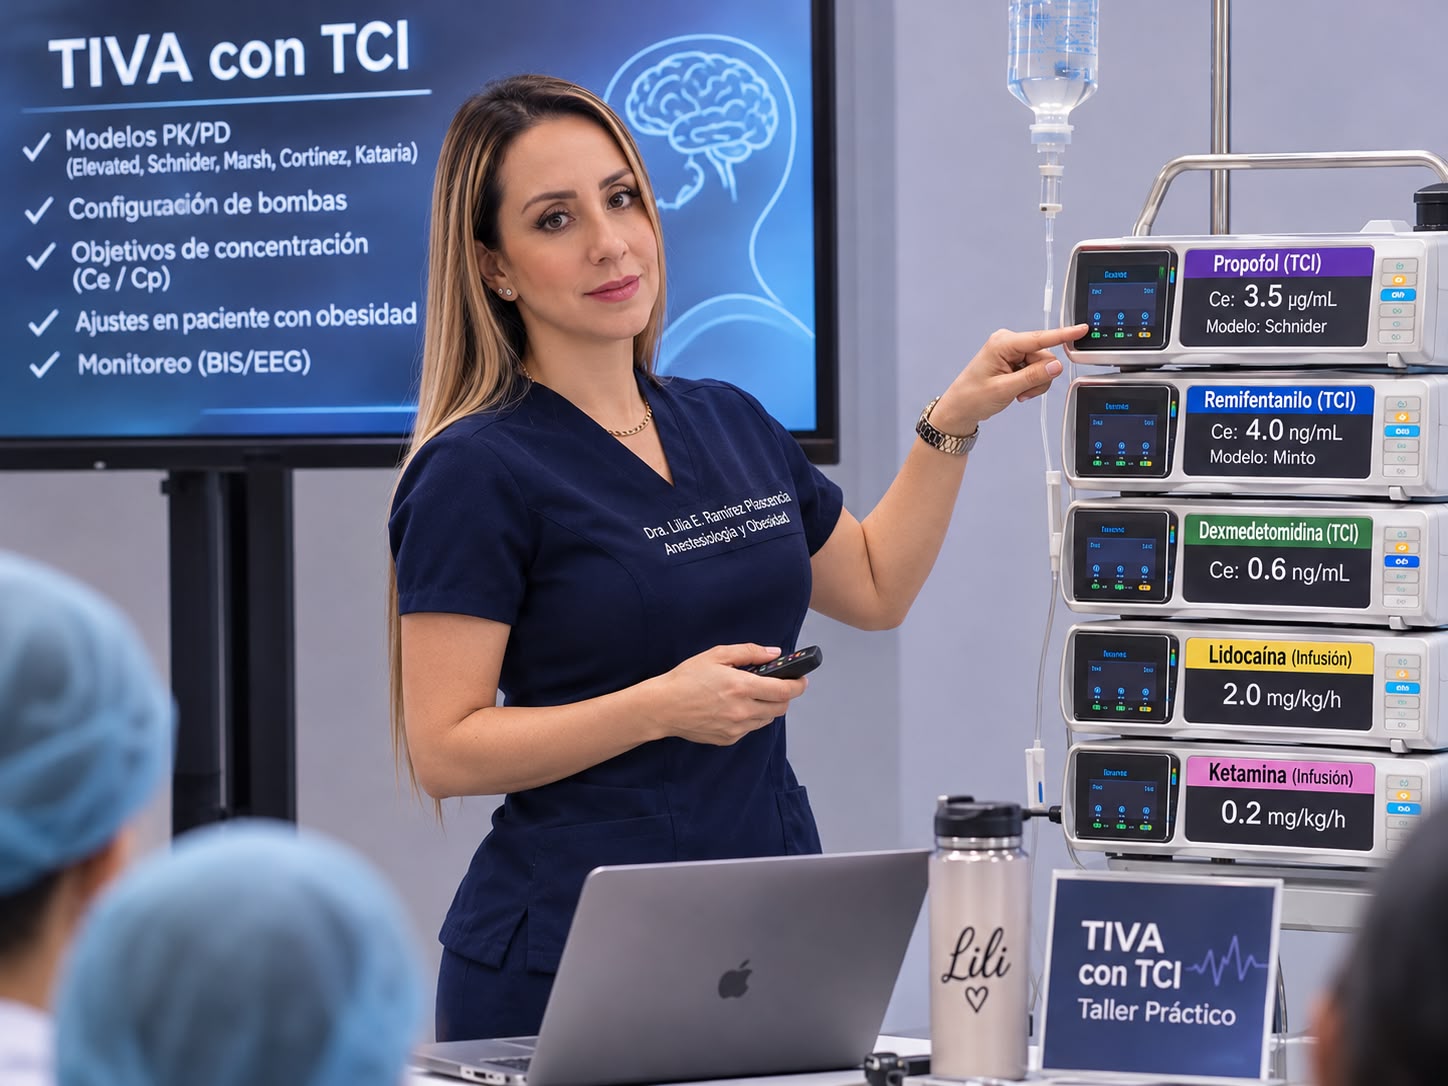 TIVA con TCI
Modelos PK/PD
(Elevated, Schnider, Marsh, Cortínez, Kataria)
Configuración de bombas
Objetivos de concentración
(Ce / Cp)
Ajustes en paciente con obesidad
Monitoreo (BIS/EEG)
Dra. Lilia E. Ramírez Plascencia
Anestesiología y Obesidad
Propofol (TCI)
Ce: 3.5 µg/mL
Modelo: Schnider
Remifentanilo (TCI)
Ce: 4.0 ng/mL
Modelo: Minto
Dexmedetomidina (TCI)
Ce: 0.6 ng/mL
Lidocaína (Infusión)
2.0 mg/kg/h
Ketamina (Infusión)
0.2 mg/kg/h
Lili
TIVA
con TCI
Taller Práctico